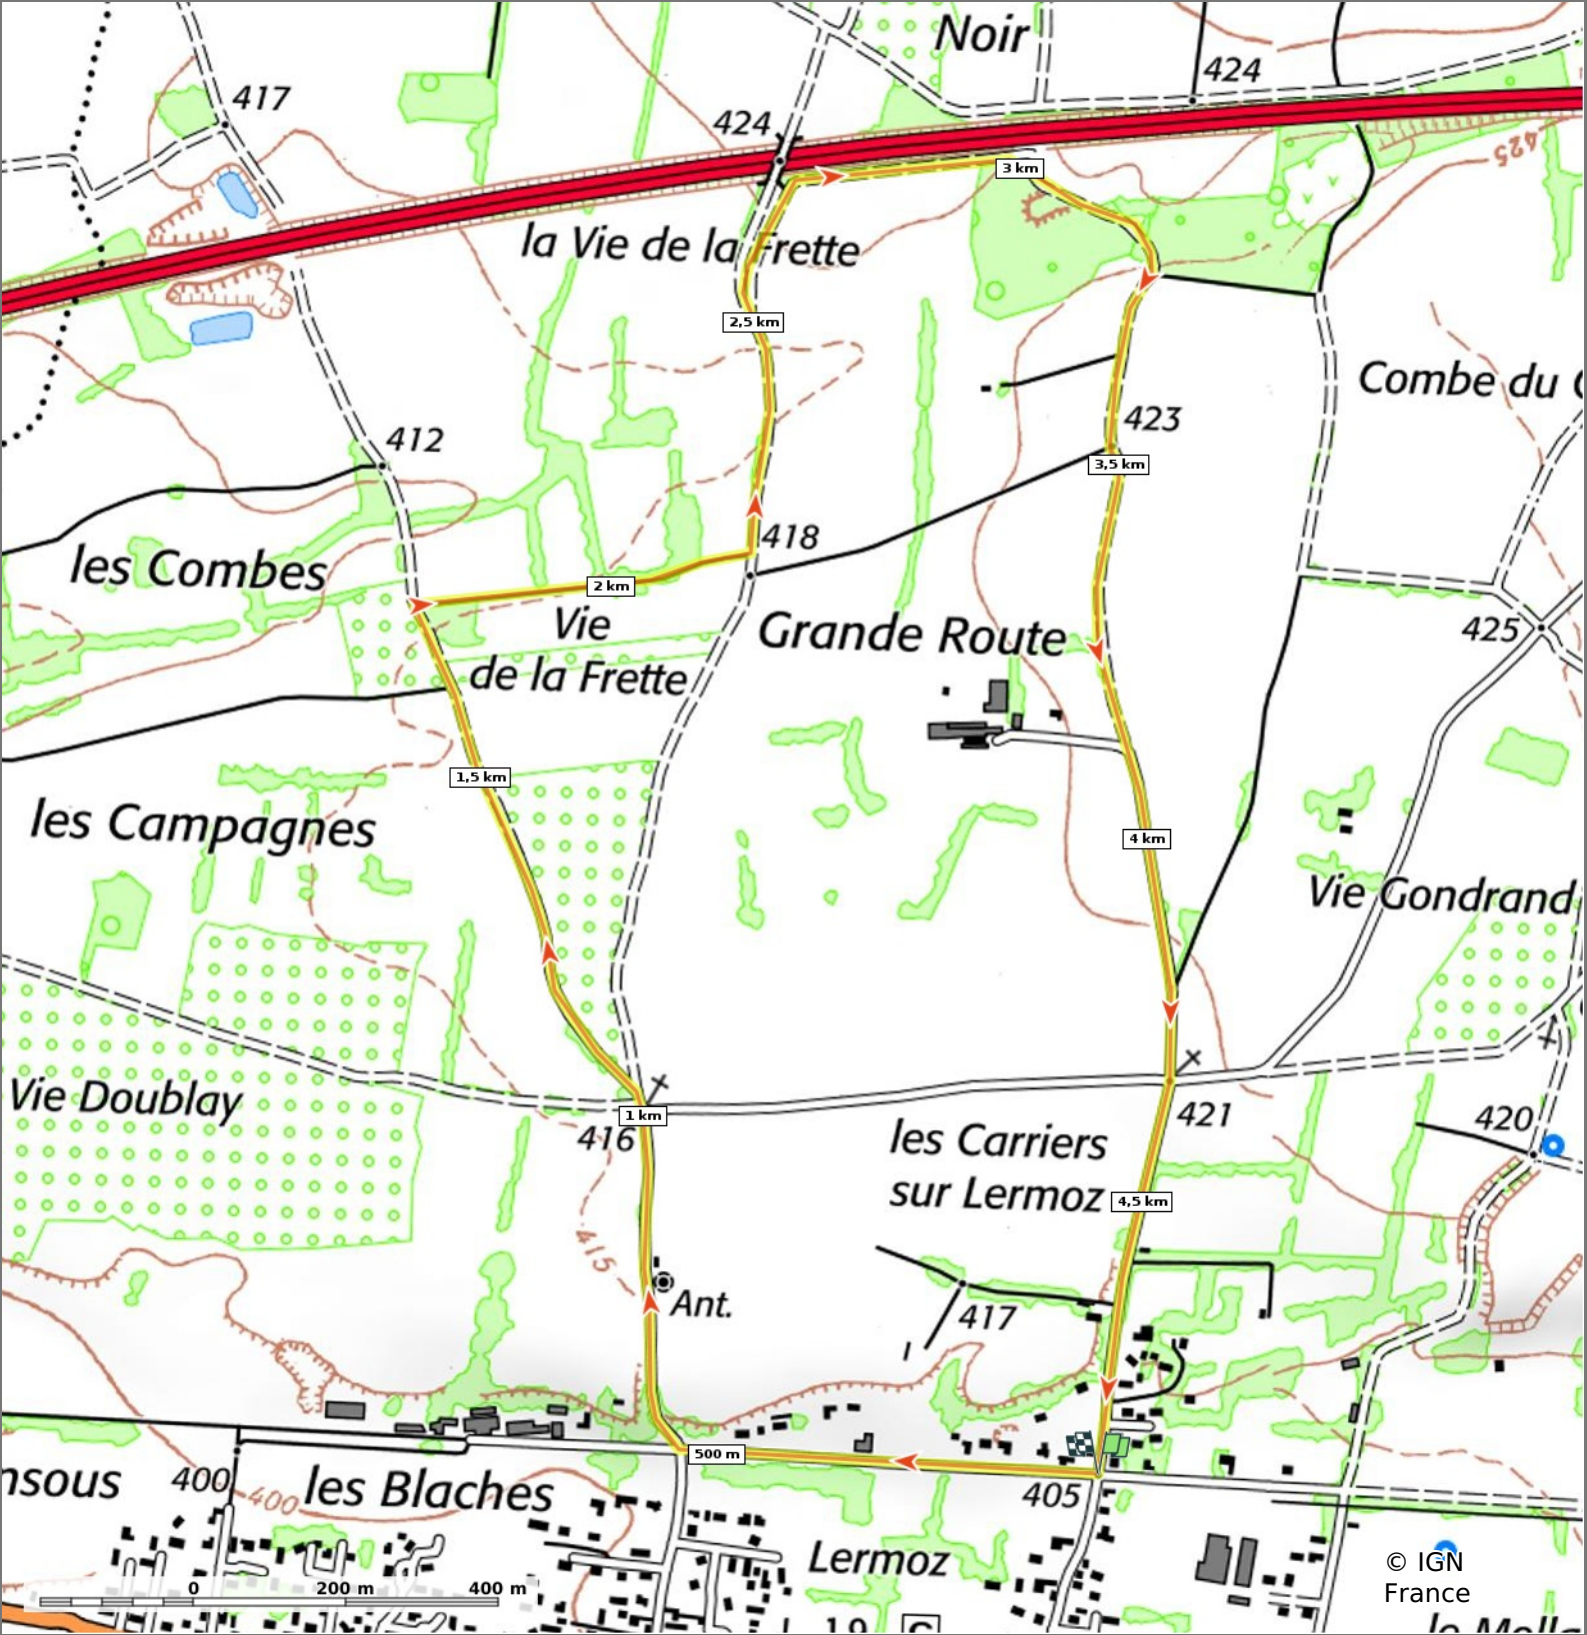 Noir
424
417
424
3 km
425
la Vie de la Frette
2,5 km
Combe du
423
412
3,5 km
418
les Combes
2 km
Vie
de la Frette
Grande Route
425
1,5 km
les Campagnes
4 km
Vie Gondrand
Vie Doublay
1 km
416
421
420
les Carriers
sur Lermoz
4,5 km
415
Ant.
417
500 m
400
400
nsous
les Blaches
405
Lermoz
© IGN
France
0 200 m 400 m